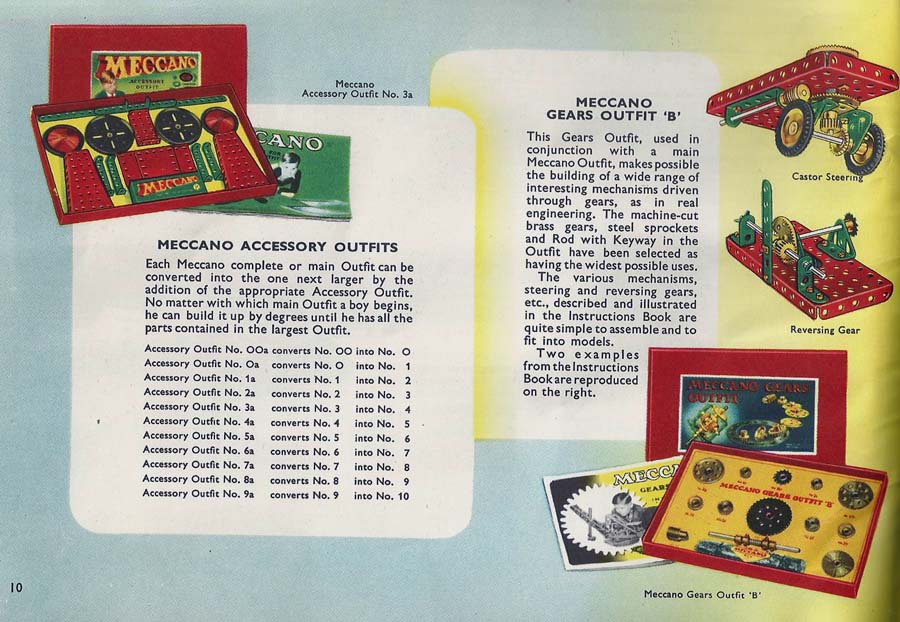 MECCANO
ACCESSORY
OUTFIT
MECCANO
CANO
Meccano
Accessory Outfit No. 3a
MECCANO ACCESSORY OUTFITS
Each Meccano complete or main Outfit can be
converted into the one next larger by the
addition of the appropriate Accessory Outfit.
No matter with which main Outfit a boy begins,
he can build it up by degrees until he has all the
parts contained in the largest Outfit.
Accessory Outfit No. OOa converts No. OO into No. O
Accessory Outfit No. Oa converts No. O into No. 1
Accessory Outfit No. 1a converts No. 1 into No. 2
Accessory Outfit No. 2a converts No. 2 into No. 3
Accessory Outfit No. 3a converts No. 3 into No. 4
Accessory Outfit No. 4a converts No. 4 into No. 5
Accessory Outfit No. 5a converts No. 5 into No. 6
Accessory Outfit No. 6a converts No. 6 into No. 7
Accessory Outfit No. 7a converts No. 7 into No. 8
Accessory Outfit No. 8a converts No. 8 into No. 9
Accessory Outfit No. 9a converts No. 9 into No. 10
10
MECCANO
GEARS OUTFIT 'B'
This Gears Outfit, used in
conjunction with a main
Meccano Outfit, makes possible
the building of a wide range of
interesting mechanisms driven
through gears, as in real
engineering. The machine-cut
brass gears, steel sprockets
and Rod with Keyway in the
Outfit have been selected as
having the widest possible uses.
The various mechanisms,
steering and reversing gears,
etc., described and illustrated
in the Instructions Book are
quite simple to assemble and to
fit into models.
Two examples
from the Instructions
Book are reproduced
on the right.
Castor Steering
Reversing Gear
MECCANO GEARS
OUTFIT
MECC
GEARS
MECCANO GEARS OUTFIT 'B'
MECCANO
Meccano Gears Outfit 'B'